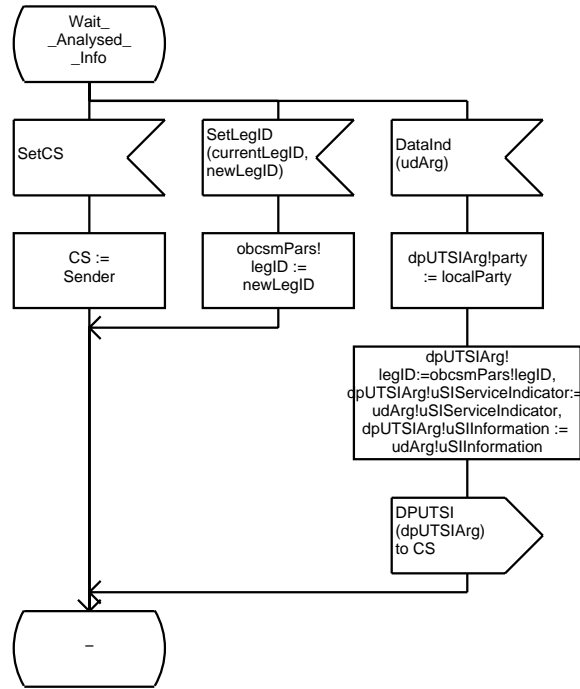 Wait_
_Analysed_
_Info
SetCS
SetLegID
(currentLegID,
newLegID)
DataInd
(udArg)
CS :=
Sender
obcsmPars!
legID :=
newLegID
dpUTSIArg!party
:= localParty
dpUTSIArg!
legID:=obcsmPars!legID,
dpUTSIArg!uSIServiceIndicator:=
udArg!uSIServiceIndicator,
dpUTSIArg!uSIInformation :=
udArg!uSIInformation
DPUTSI
(dpUTSIArg)
to CS
–